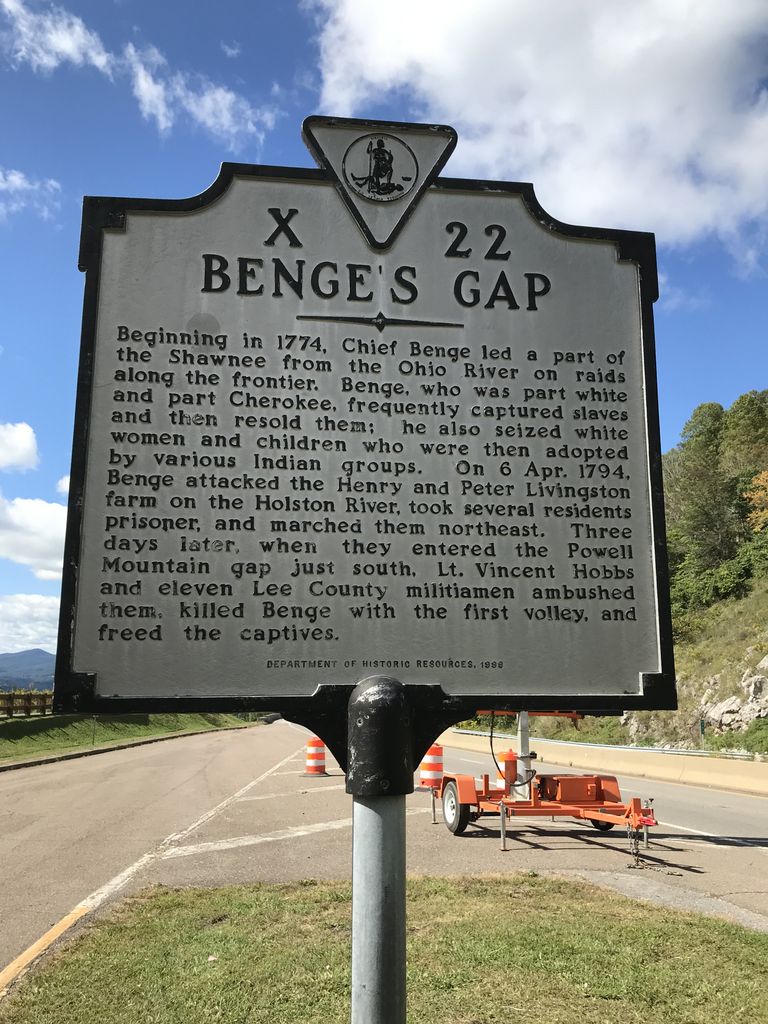 X 22
BENGE'S GAP
Beginning in 1774, Chief Benge led a part of
the Shawnee from the Ohio River on raids
along the frontier. Benge, who was part white
and part Cherokee, frequently captured slaves
and then resold them; he also seized white
women and children who were then adopted
by various Indian groups. On 6 Apr. 1794,
Benge attacked the Henry and Peter Livingston
farm on the Holston River, took several residents
prisoner, and marched them northeast. Three
days later, when they entered the Powell
Mountain gap just south, Lt. Vincent Hobbs
and eleven Lee County militiamen ambushed
them, killed Benge with the first volley, and
freed the captives.
DEPARTMENT OF HISTORIC RESOURCES, 1998